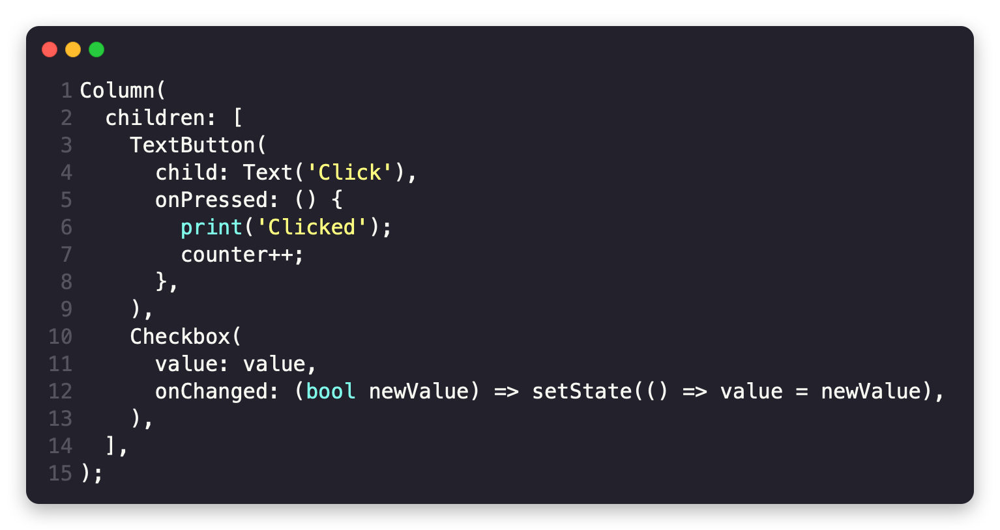 1 Column(
2   children: [
3     TextButton(
4       child: Text('Click'),
5       onPressed: () {
6         print('Clicked');
7         counter++;
8       },
9     ),
10     Checkbox(
11       value: value,
12       onChanged: (bool newValue) => setState(() => value = newValue),
13     ),
14   ],
15 );